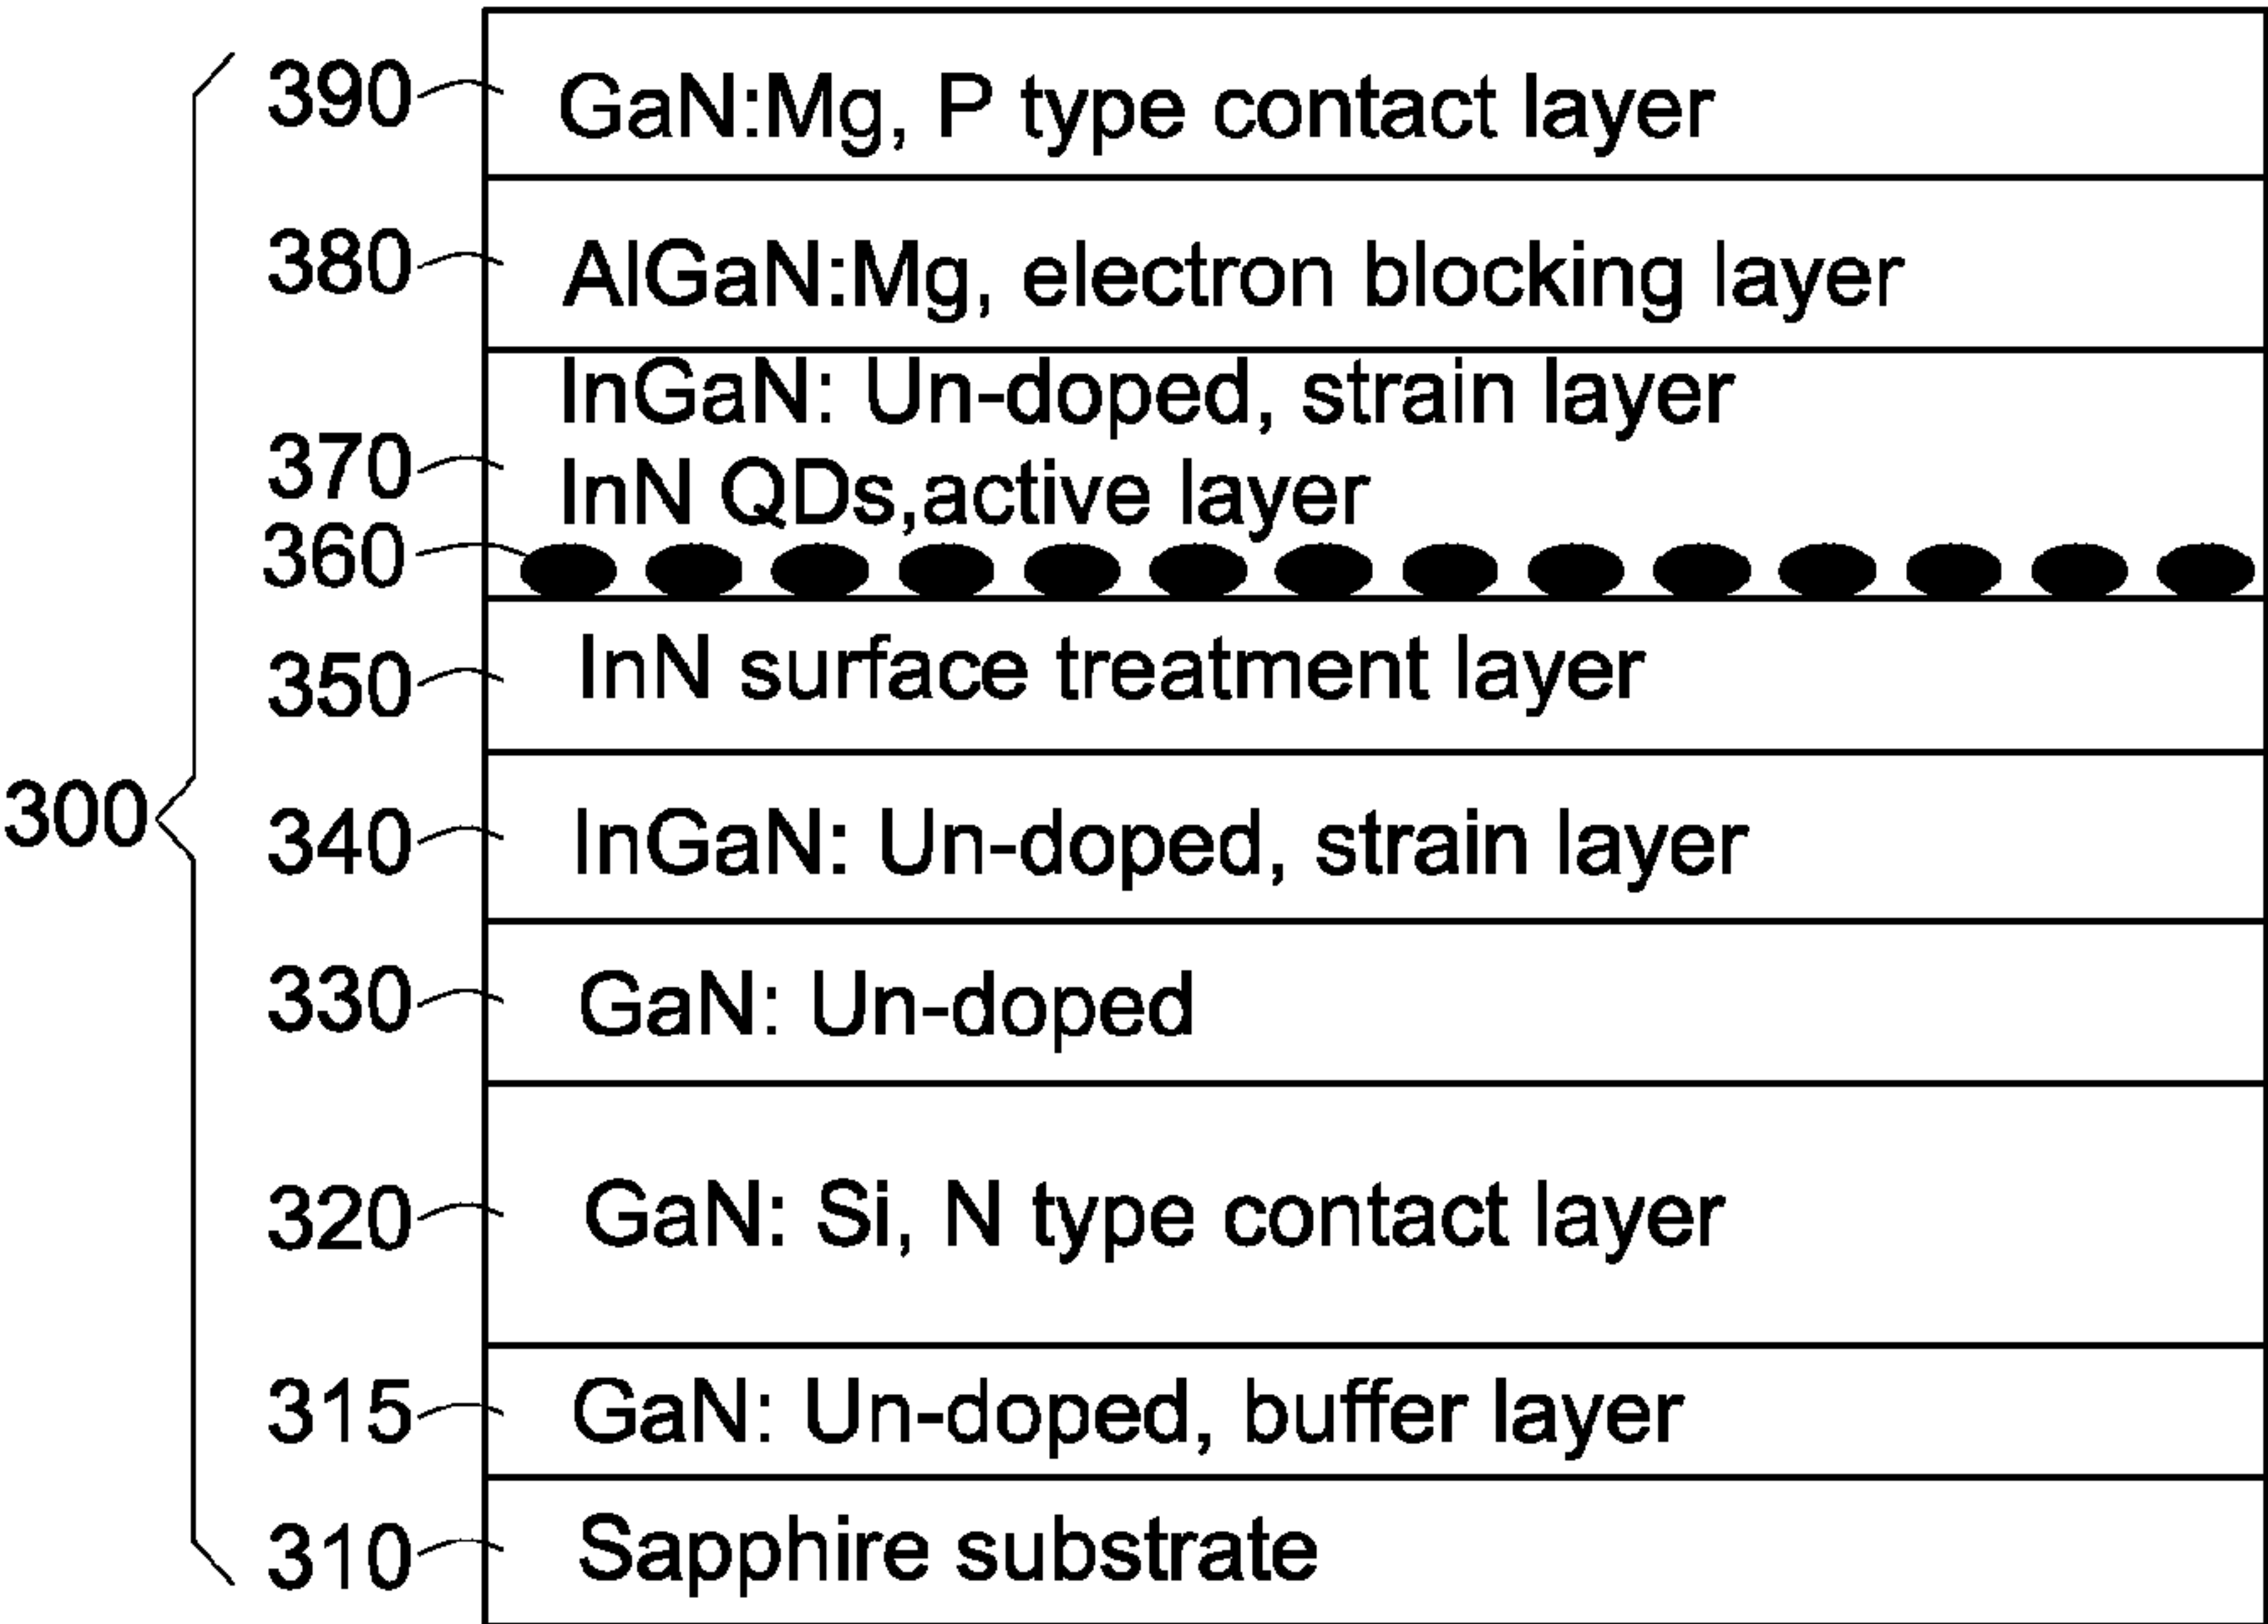 390 GaN:Mg, P type contact layer
380 AlGaN:Mg, electron blocking layer
InGaN: Un-doped, strain layer
370 InN QDs,active layer
360
350 InN surface treatment layer
300
340 InGaN: Un-doped, strain layer
330 GaN: Un-doped
320 GaN: Si, N type contact layer
315 GaN: Un-doped, buffer layer
310 Sapphire substrate